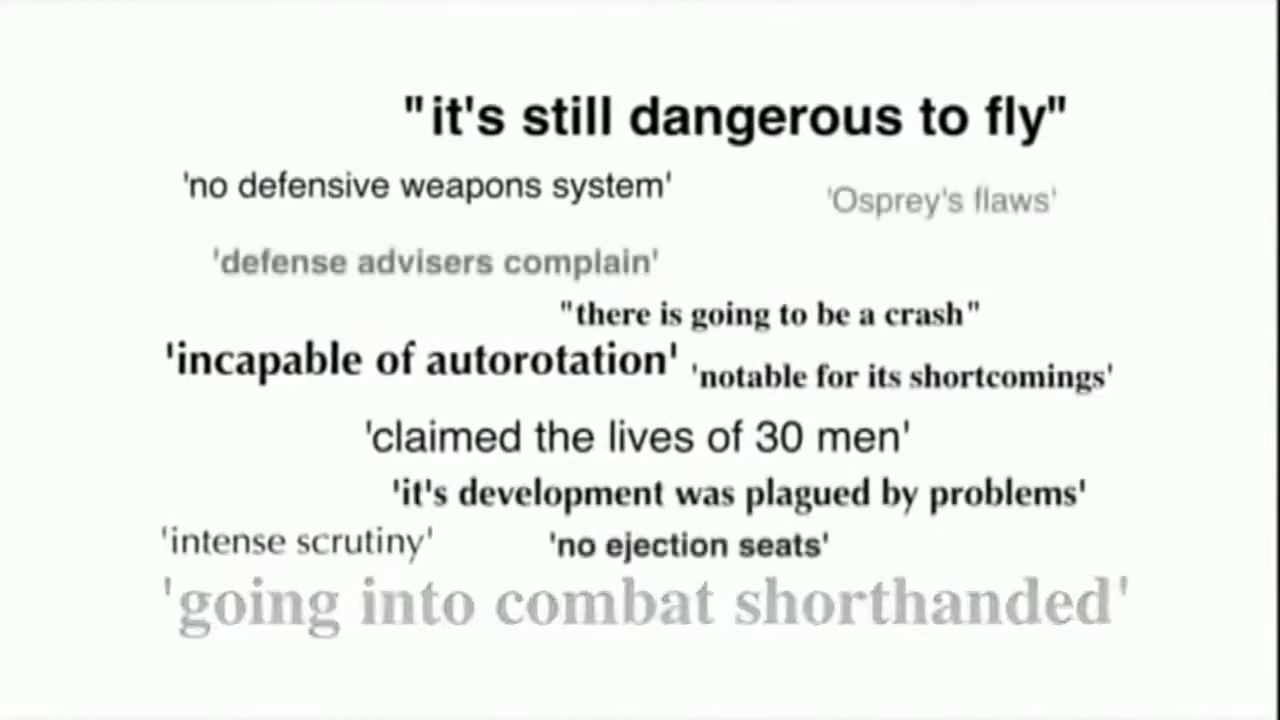 "it's still dangerous to fly"
'no defensive weapons system'
'Osprey's flaws'
'defense advisers complain'
"there is going to be a crash"
'incapable of autorotation'
'notable for its shortcomings'
'claimed the lives of 30 men'
'it's development was plagued by problems'
'intense scrutiny'
'no ejection seats'
'going into combat shorthanded'